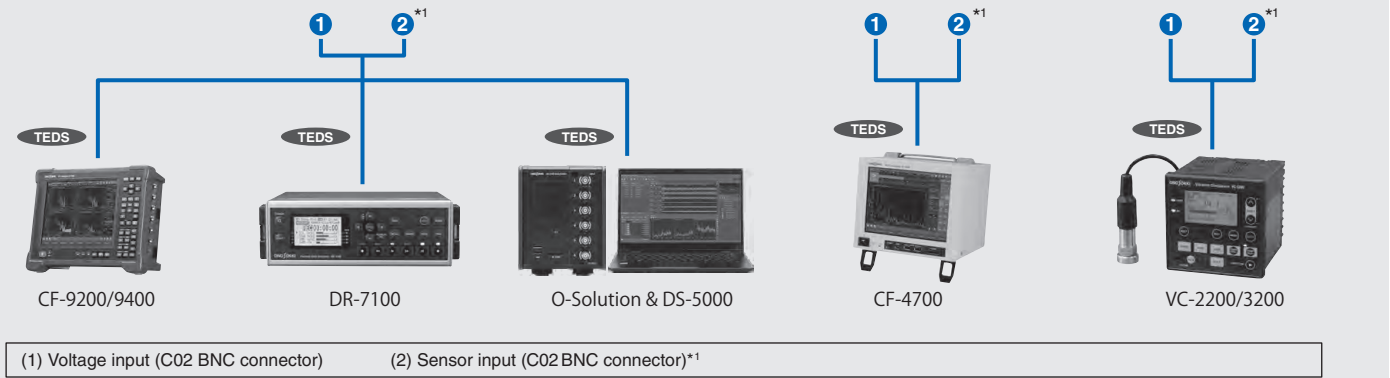 1 2*1 1 2*1 1 2*1
TEDS TEDS TEDS TEDS TEDS
CF-9200/9400 DR-7100 O-Solution & DS-5000 CF-4700 VC-2200/3200
(1) Voltage input (C02 BNC connector) (2) Sensor input (C02 BNC connector)*1